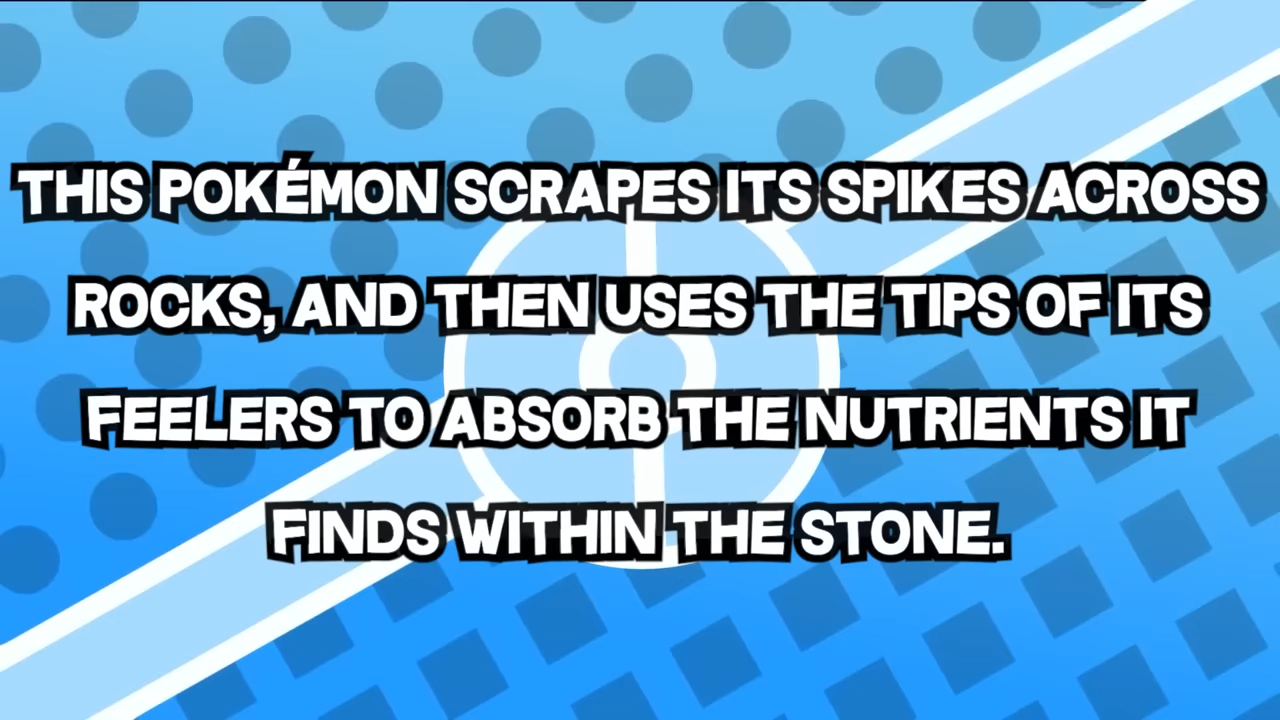 THIS POKÉMON SCRAPES ITS SPIKES ACROSS
ROCKS, AND THEN USES THE TIPS OF ITS
FEELERS TO ABSORB THE NUTRIENTS IT
FINDS WITHIN THE STONE.